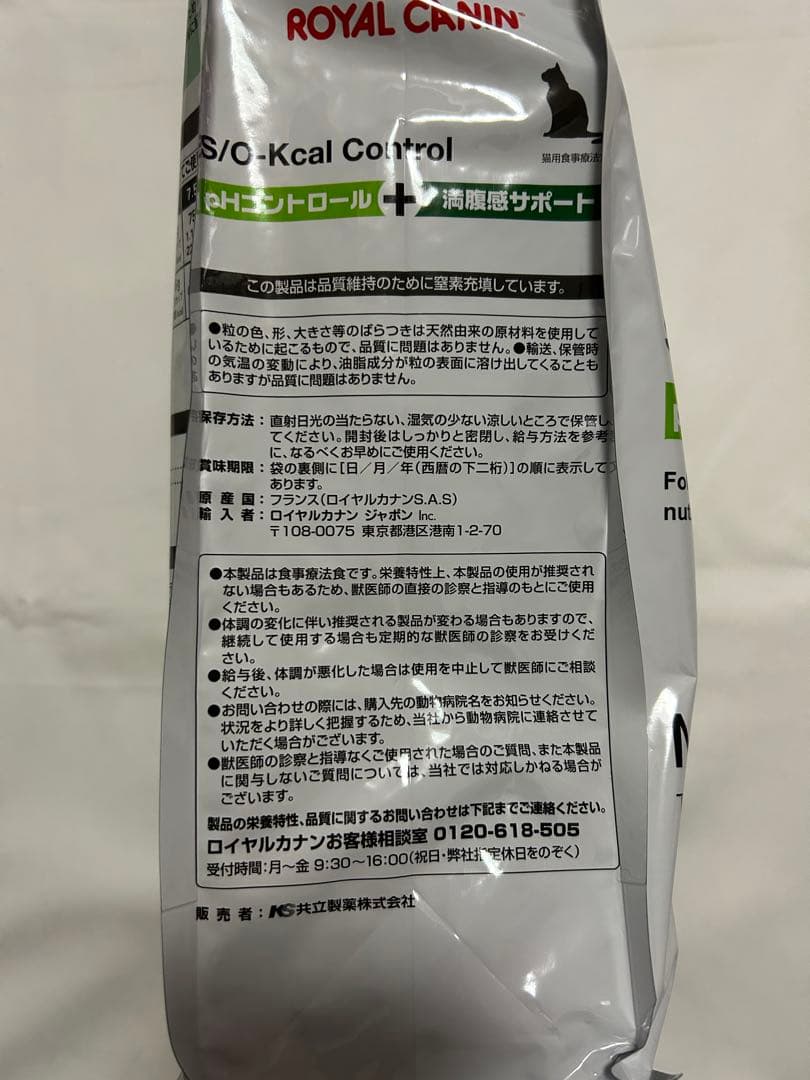 ROYAL CANIN
S/O-Kcal Control
猫用食事療法
pHコントロール + 満腹感サポート
この製品は品質維持のために窒素充填しています。
●粒の色、形、大きさ等のばらつきは天然由来の原材料を使用して
いるために起こるもので、品質に問題はありません。●輸送、保管時
の気温の変動により、油脂成分が粒の表面に溶け出してくることも
ありますが品質に問題はありません。
保存方法：直射日光の当たらない、湿気の少ない涼しいところで保管し
てください。開封後はしっかりと密閉し、給与方法を参考
に、なるべくお早めにご使用ください。
賞味期限：袋の裏側に[日／月／年(西暦の下二桁)]の順に表示して
あります。
原産国：フランス(ロイヤルカナンS.A.S)
輸入者：ロイヤルカナン ジャポン Inc.
〒108-0075 東京都港区港南1-2-70
●本製品は食事療法食です。栄養特性上、本製品の使用が推奨され
ない場合もあるため、獣医師の直接の診察と指導のもとにご使用
ください。
●体調の変化に伴い推奨される製品が変わる場合もありますので、
継続して使用する場合も定期的な獣医師の診察をお受けくだ
さい。
●給与後、体調が悪化した場合は使用を中止して獣医師にご相談
ください。
●お問い合わせの際には、購入先の動物病院名をお知らせください。
状況をより詳しく把握するため、当社から動物病院に連絡させて
いただく場合がございます。
●獣医師の診察と指導なくご使用された場合のご質問、また本製品
に関与しないご質問については、当社では対応しかねる場合が
ございます。
製品の栄養特性、品質に関するお問い合わせは下記までご連絡ください。
ロイヤルカナンお客様相談室 0120-618-505
受付時間：月～金 9:30～16:00(祝日・弊社指定休日をのぞく)
販売者：KS共立製薬株式会社
Fo
nut